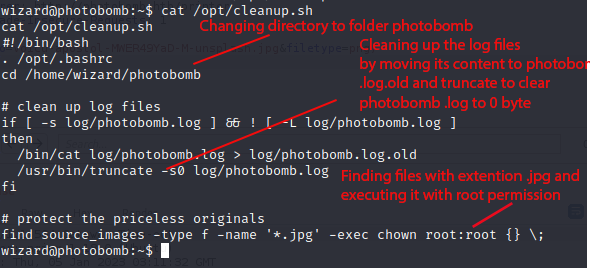 wizard@photobomb:~$ cat /opt/cleanup.sh
cat /opt/cleanup.sh
#!/bin/bash
. /opt/.bashrc
cd /home/wizard/photobomb
Changing directory to folder photobomb
Cleaning up the log files
by moving its content to photobom
.log.old and truncate to clear
photobomb .log to 0 byte
# clean up log files
if [ -s log/photobomb.log ] && ! [ -L log/photobomb.log ]
then
/bin/cat log/photobomb.log > log/photobomb.log.old
/usr/bin/truncate -s0 log/photobomb.log
fi
Finding files with extention .jpg and
executing it with root permission
# protect the priceless originals
find source_images -type f -name '*.jpg' -exec chown root:root {} \;
wizard@photobomb:~$